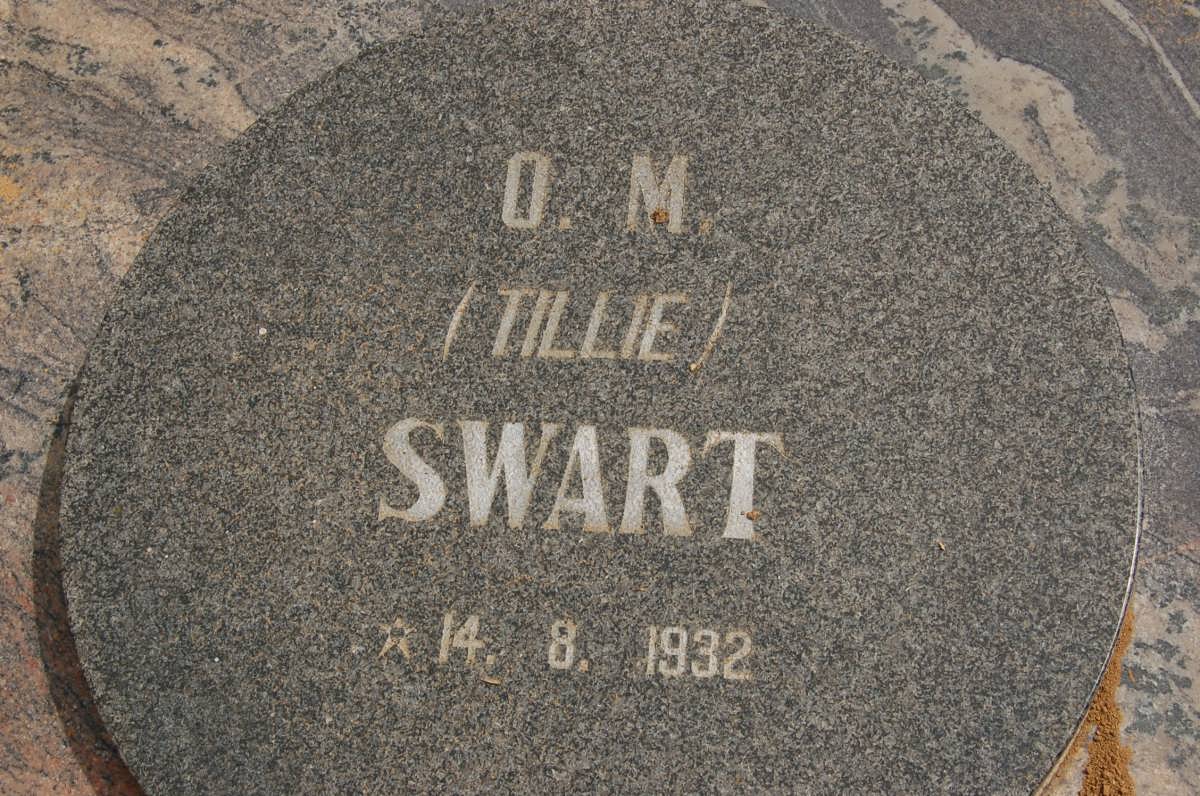 O. M.
(TILLIE)
SWART
☆ 14. 8. 1932